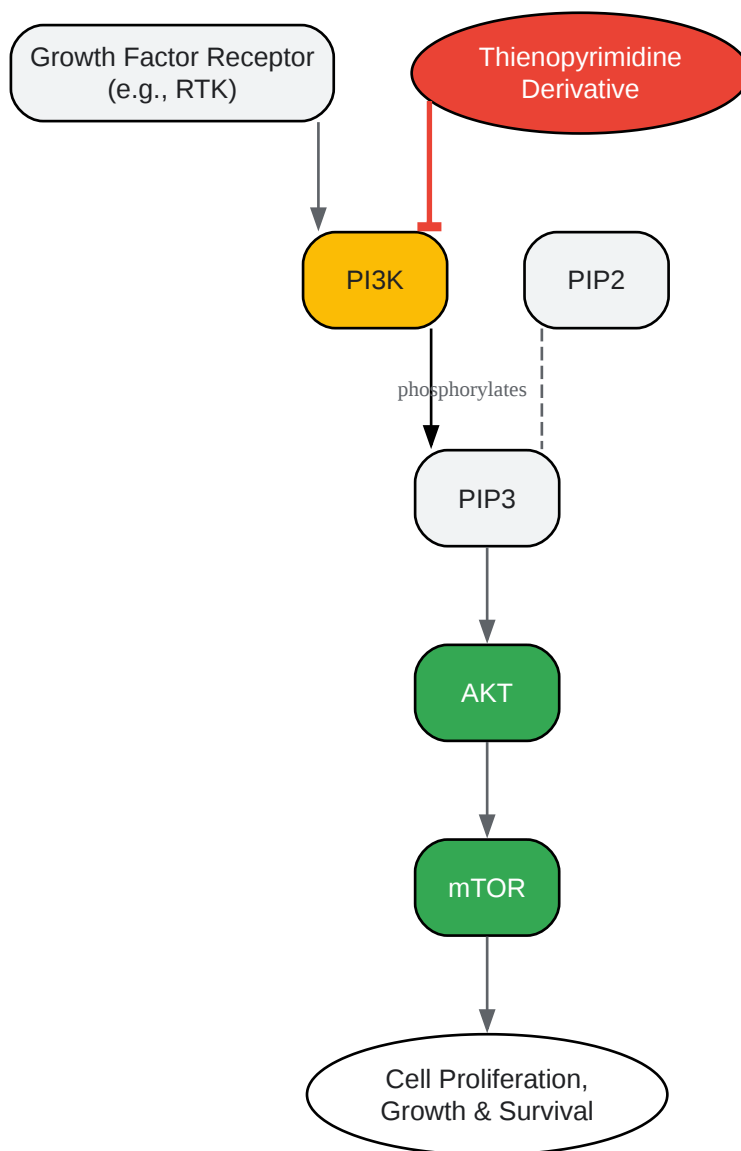 Growth Factor Receptor
(e.g., RTK)
Thienopyrimidine
Derivative
PI3K
PIP2
phosphorylates
PIP3
AKT
mTOR
Cell Proliferation,
Growth & Survival